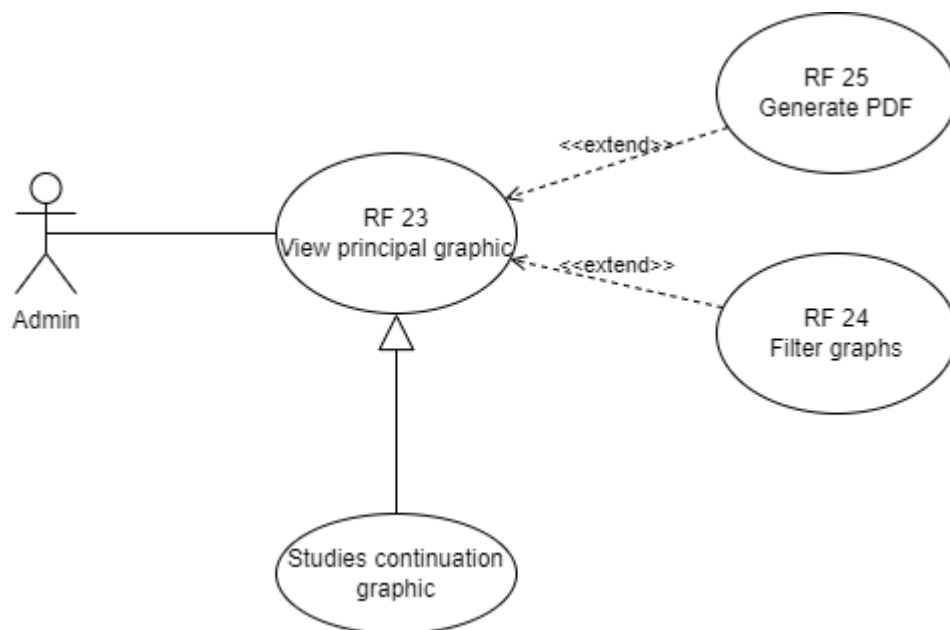 RF 25
Generate PDF
<<extend>>
RF 23
View principal graphic
<<extend>>
Admin
RF 24
Filter graphs
Studies continuation
graphic